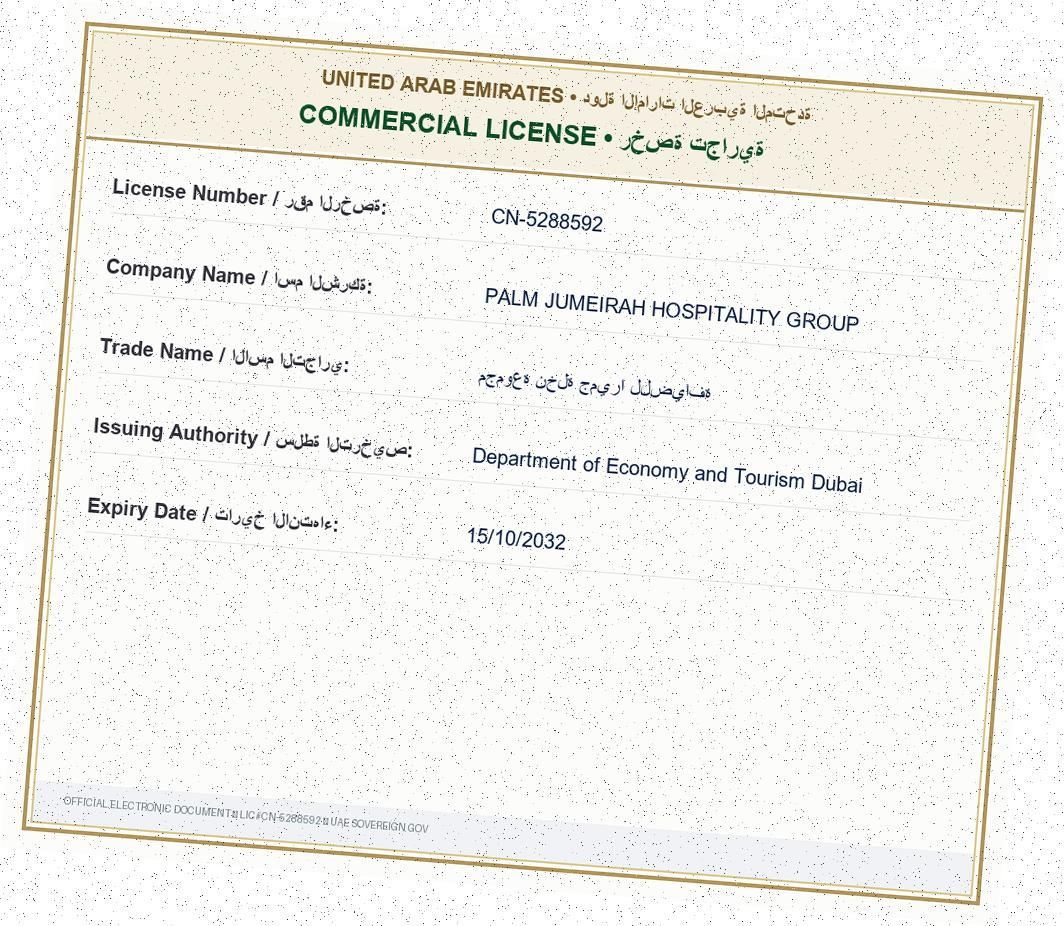 UNITED ARAB EMIRATES • دولة الإمارات العربية المتحدة
COMMERCIAL LICENSE • رخصة تجارية
License Number / رقم الرخصة: CN-5288592
Company Name / اسم الشركة: PALM JUMEIRAH HOSPITALITY GROUP
Trade Name / الاسم التجاري: مجموعة نخلة جميرا للضيافة
Issuing Authority / سلطة الترخيص: Department of Economy and Tourism Dubai
Expiry Date / تاريخ الانتهاء: 15/10/2032
OFFICIAL ELECTRONIC DOCUMENT LIC#CN-5288592 UAE SOVEREIGN GOV